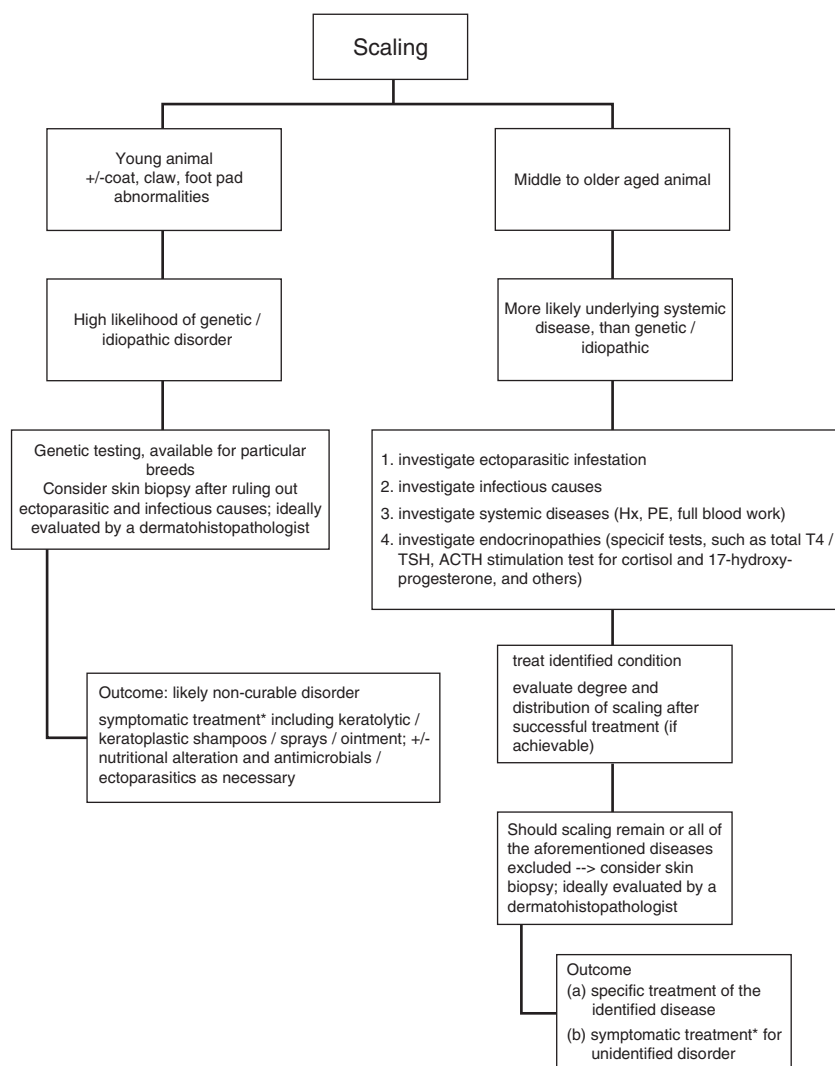 Scaling
Young animal
+/-coat, claw, foot pad
abnormalities
High likelihood of genetic /
idiopathic disorder
Genetic testing, available for particular
breeds
Consider skin biopsy after ruling out
ectoparasitic and infectious causes; ideally
evaluated by a dermatohistopathologist
Outcome: likely non-curable disorder
symptomatic treatment* including keratolytic /
keratoplastic shampoos / sprays / ointment; +/-
nutritional alteration and antimicrobials /
ectoparasitics as necessary
Middle to older aged animal
More likely underlying systemic
disease, than genetic /
idiopathic
1. investigate ectoparasitic infestation
2. investigate infectious causes
3. investigate systemic diseases (Hx, PE, full blood work)
4. investigate endocrinopathies (specicif tests, such as total T4 /
TSH, ACTH stimulation test for cortisol and 17-hydroxy-
progesterone, and others)
treat identified condition
evaluate degree and
distribution of scaling after
successful treatment (if
achievable)
Should scaling remain or all of
the aforementioned diseases
excluded --> consider skin
biopsy; ideally evaluated by a
dermatohistopathologist
Outcome
(a) specific treatment of the
identified disease
(b) symptomatic treatment* for
unidentified disorder